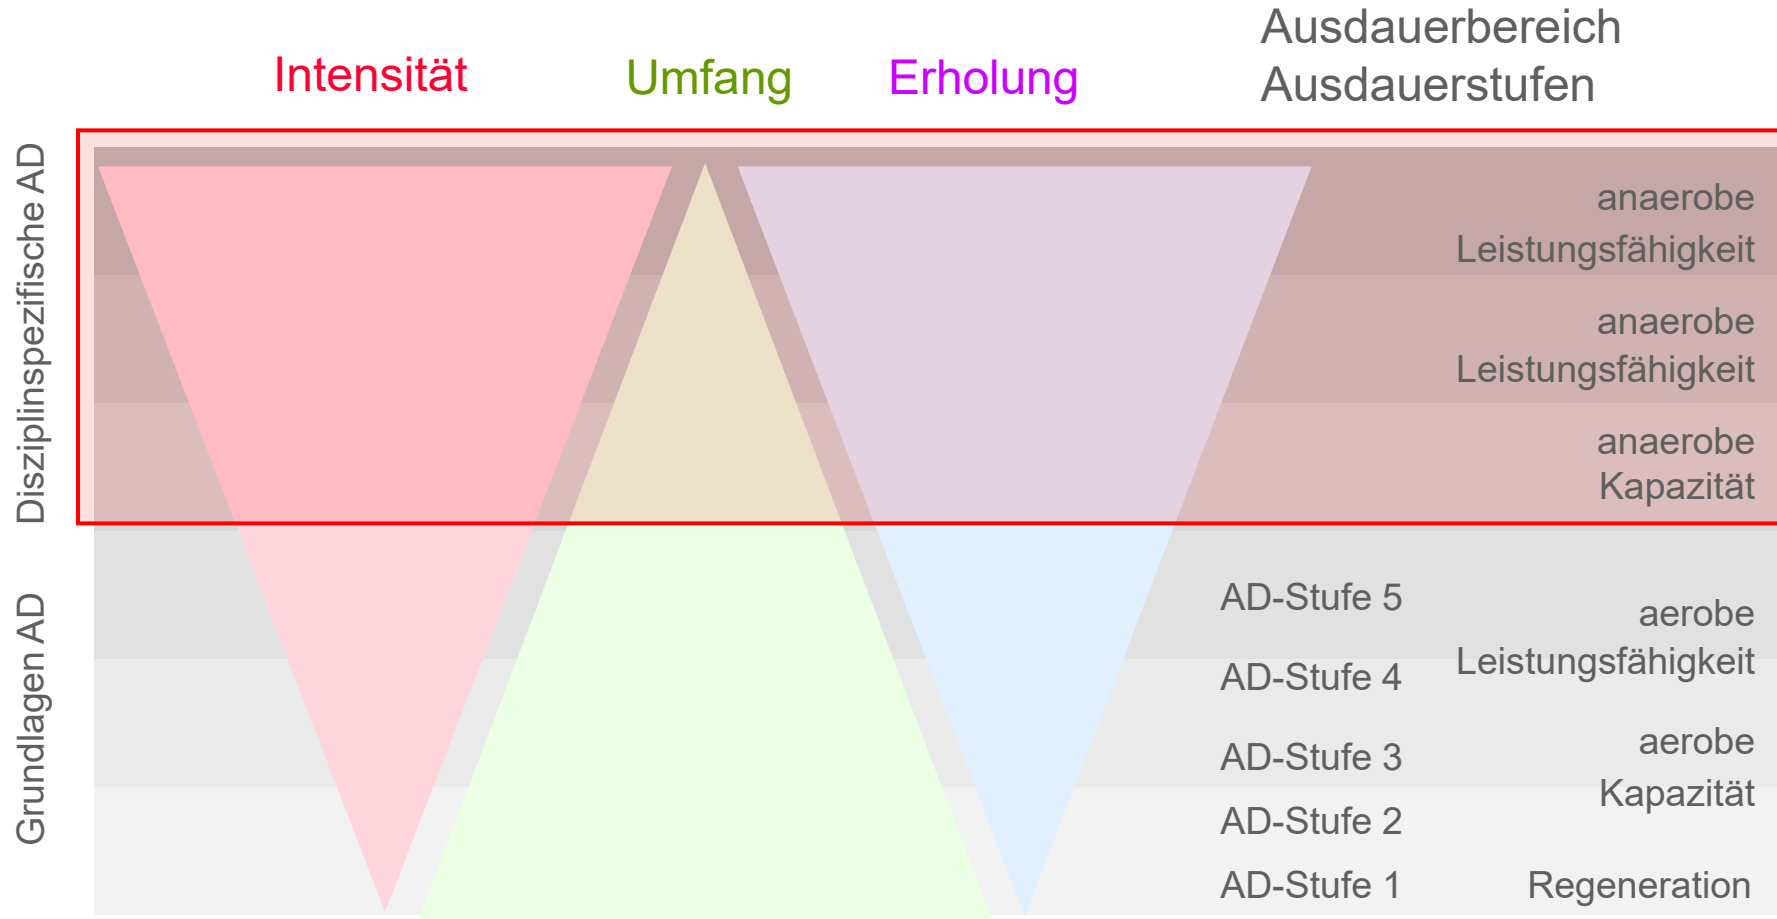 Intensität
Umfang
Erholung
Ausdauerbereich
Ausdauerstufen
Disziplinspezifische AD
anaerobe
Leistungsfähigkeit
anaerobe
Leistungsfähigkeit
anaerobe
Kapazität
Grundlagen AD
AD-Stufe 5
aerobe
Leistungsfähigkeit
AD-Stufe 4
AD-Stufe 3
aerobe
Kapazität
AD-Stufe 2
AD-Stufe 1
Regeneration